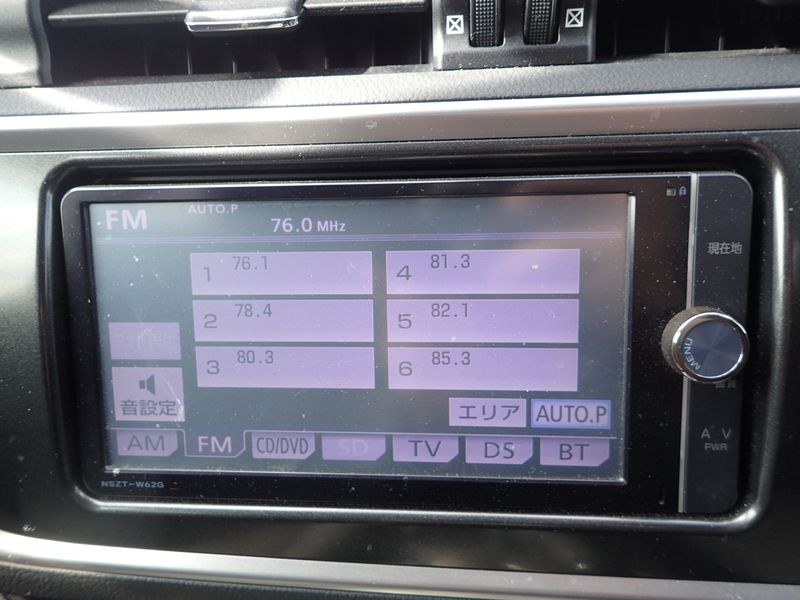 AUTO.P
FM
76.0 MHz
現在地
1 76.1
4 81.3
2 78.4
5 82.1
3 80.3
6 85.3
MENU
音設定
エリア AUTO.P
AM FM CD/DVD SD TV DS BT
A V
PWR
NSZT-W62G